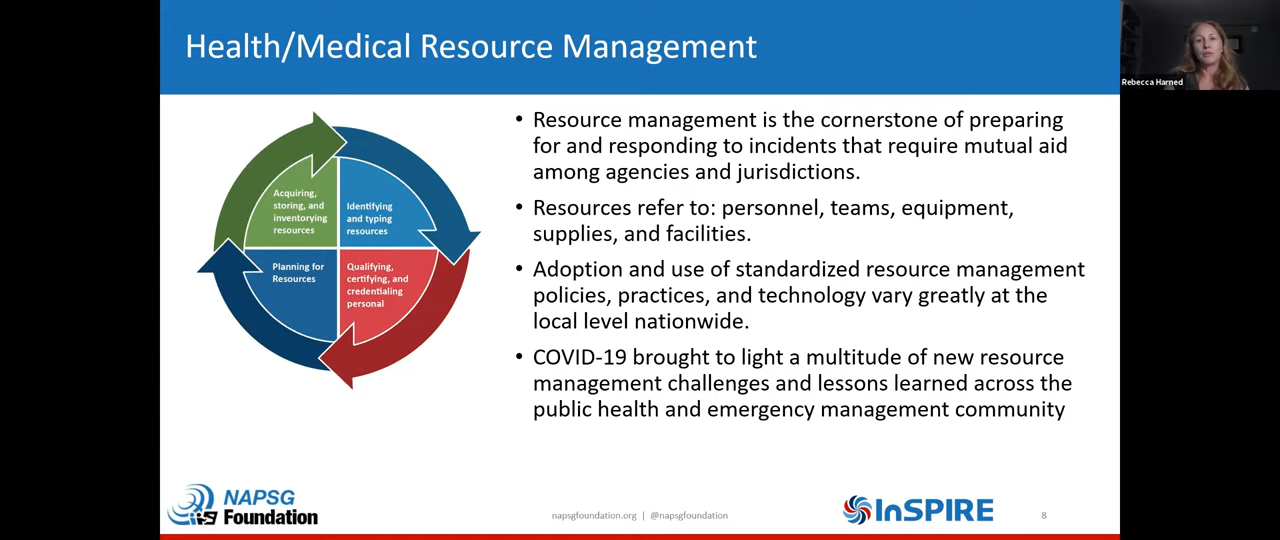 Health/Medical Resource Management
Rebecca Harned
Acquiring,
storing, and
inventorying
resources
Identifying
and typing
resources
Planning for
Resources
Qualifying,
certifying, and
credentialing
personal
• Resource management is the cornerstone of preparing
for and responding to incidents that require mutual aid
among agencies and jurisdictions.
• Resources refer to: personnel, teams, equipment,
supplies, and facilities.
• Adoption and use of standardized resource management
policies, practices, and technology vary greatly at the
local level nationwide.
• COVID-19 brought to light a multitude of new resource
management challenges and lessons learned across the
public health and emergency management community
NAPSG
Foundation
napsgfoundation.org | @napsgfoundation
InSPIRE
8